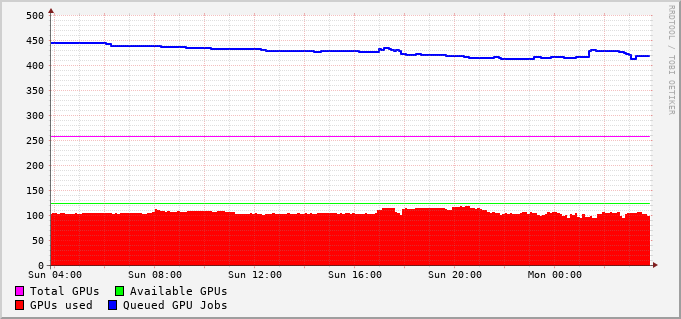 500
450
400
350
300
250
200
150
100
50
0
Sun 04:00 Sun 08:00 Sun 12:00 Sun 16:00 Sun 20:00 Mon 00:00
Total GPUs Available GPUs
GPUs used Queued GPU Jobs
RRDTOOL / TOBI OETIKER